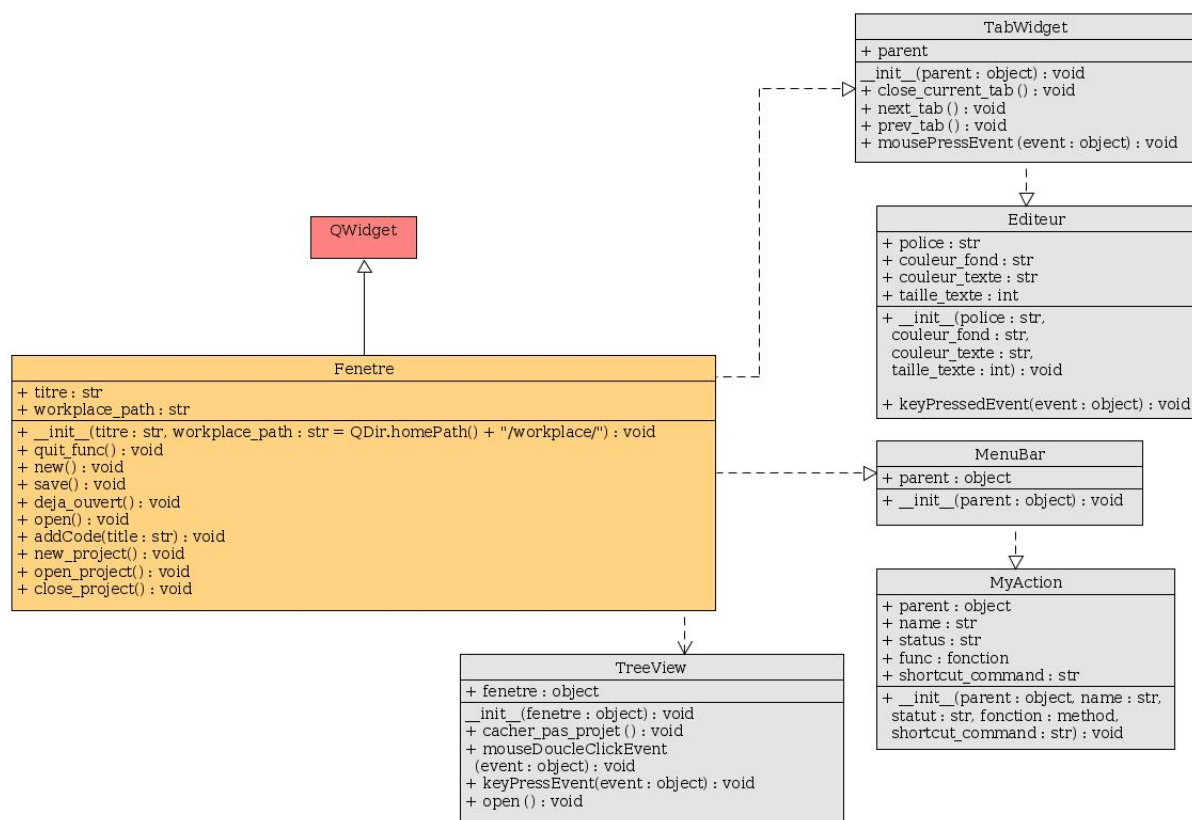 TabWidget
+ parent
__init__(parent : object) : void
+ close_current_tab () : void
+ next_tab () : void
+ prev_tab () : void
+ mousePressEvent (event : object) : void
Editeur
+ police : str
+ couleur_fond : str
+ couleur_texte : str
+ taille_texte : int
+ __init__(police : str,
couleur_fond : str,
couleur_texte : str,
taille_texte : int) : void
+ keyPressedEvent(event : object) : void
QWidget
Fenetre
+ titre : str
+ workplace_path : str
+ __init__(titre : str, workplace_path : str = QDir.homePath() + "/workplace/") : void
+ quit_func() : void
+ new() : void
+ save() : void
+ deja_ouvert() : void
+ open() : void
+ addCode(title : str) : void
+ new_project() : void
+ open_project() : void
+ close_project() : void
MenuBar
+ parent : object
+ __init__(parent : object) : void
MyAction
+ parent : object
+ name : str
+ status : str
+ func : fonction
+ shortcut_command : str
+ __init__(parent : object, name : str,
statut : str, fonction : method,
shortcut_command : str) : void
TreeView
+ fenetre : object
__init__(fenetre : object) : void
+ cacher_pas_projet () : void
+ mouseDoucleClickEvent
(event : object) : void
+ keyPressEvent(event : object) : void
+ open () : void